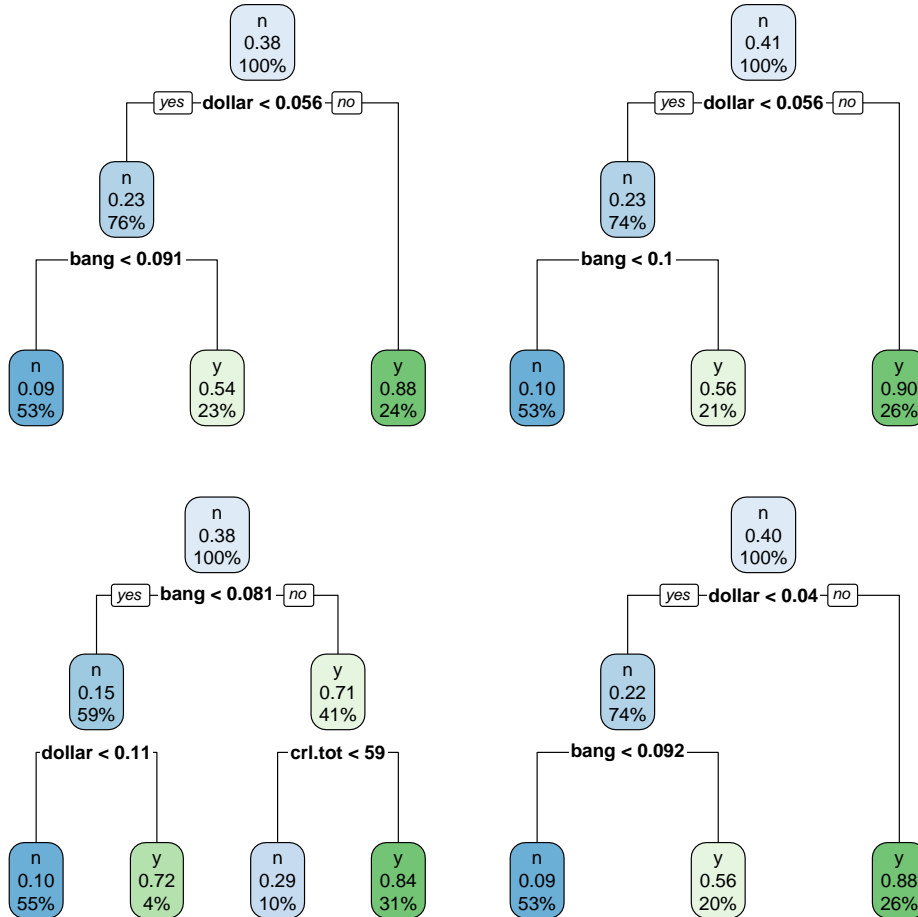 n
0.38
100%
yes dollar < 0.056 no
n
0.23
76%
bang < 0.091
n
0.09
53%
y
0.54
23%
y
0.88
24%
n
0.41
100%
yes dollar < 0.056 no
n
0.23
74%
bang < 0.1
n
0.10
53%
y
0.56
21%
y
0.90
26%
n
0.38
100%
yes bang < 0.081 no
n
0.15
59%
y
0.71
41%
dollar < 0.11
crl.tot < 59
n
0.10
55%
y
0.72
4%
n
0.29
10%
y
0.84
31%
n
0.40
100%
yes dollar < 0.04 no
n
0.22
74%
bang < 0.092
n
0.09
53%
y
0.56
20%
y
0.88
26%